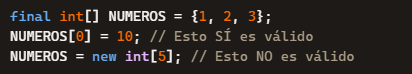 final int[] NUMEROS = {1, 2, 3};
NUMEROS[0] = 10; // Esto SÍ es válido
NUMEROS = new int[5]; // Esto NO es válido